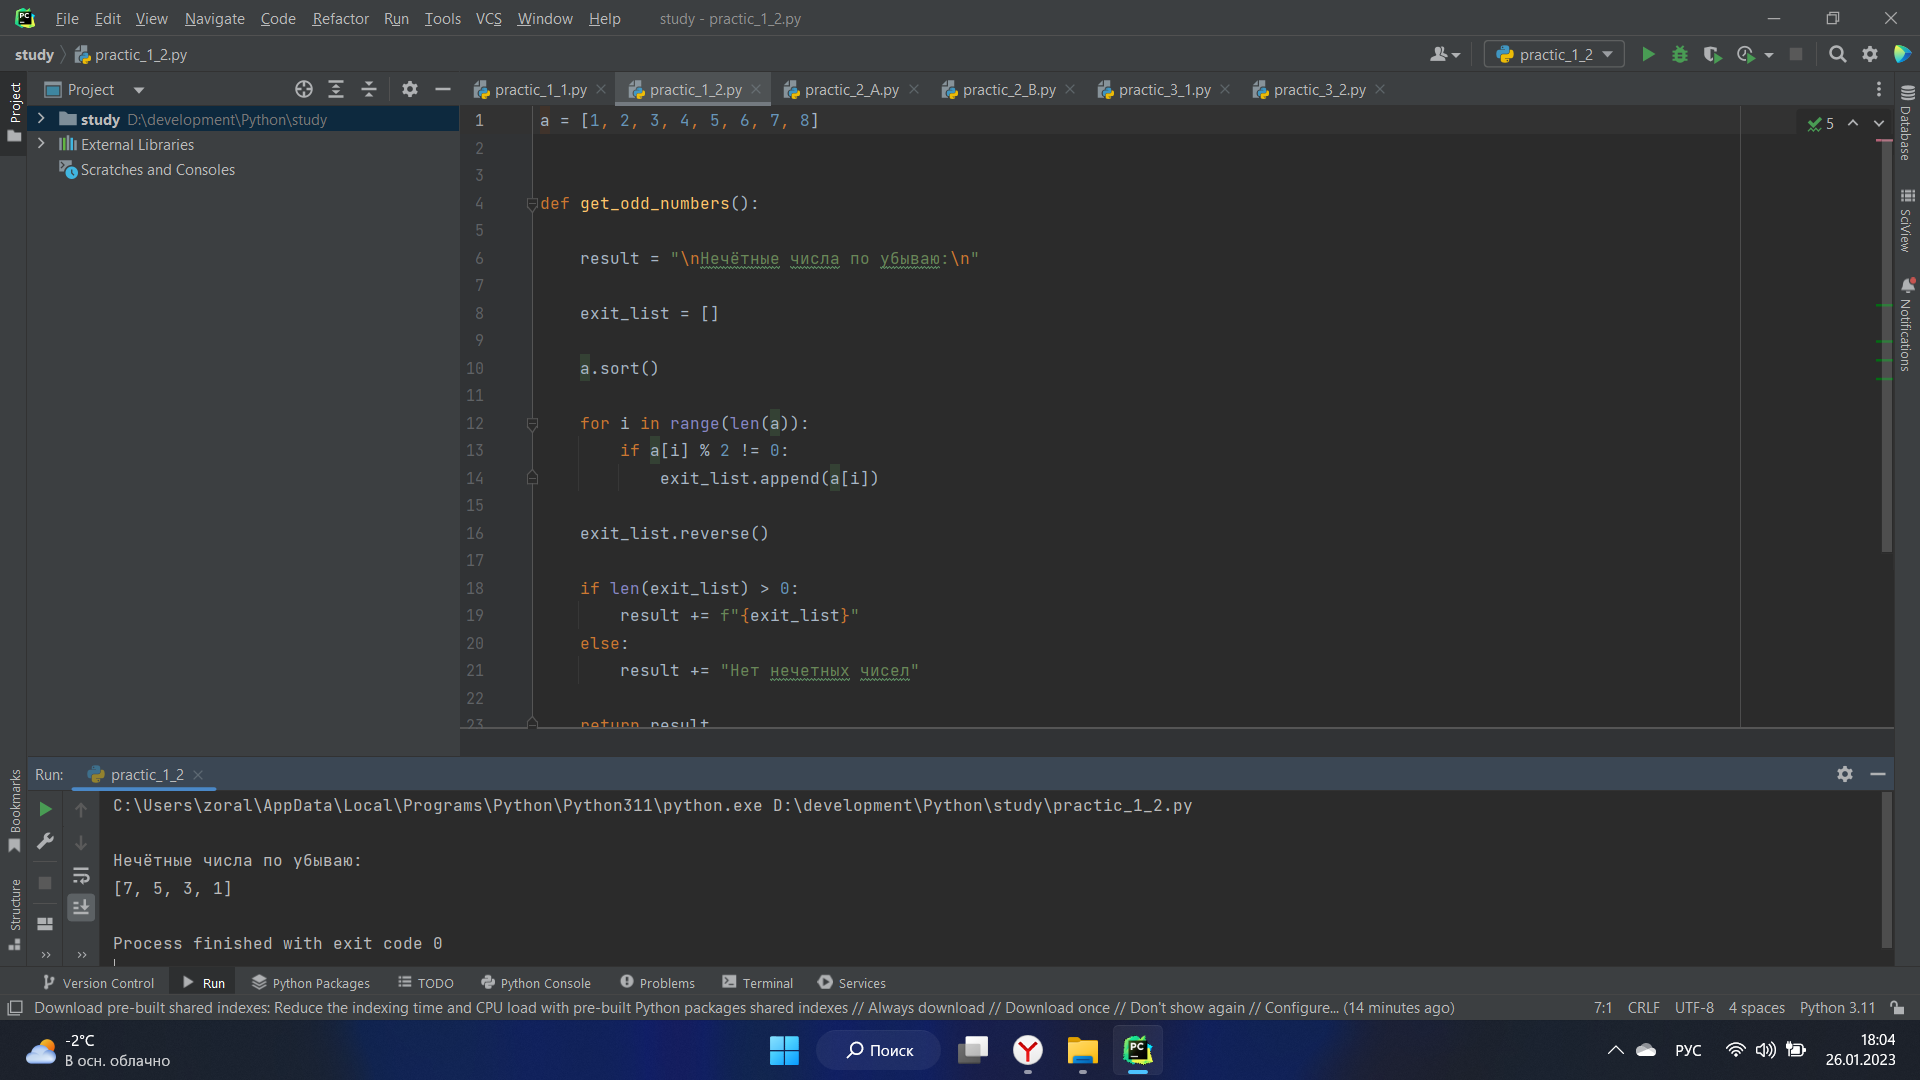 File Edit View Navigate Code Refactor Run Tools VCS Window Help study - practic_1_2.py
study practic_1_2.py
practic_1_2
Project
practic_1_1.py practic_1_2.py practic_2_A.py practic_2_B.py practic_3_1.py practic_3_2.py
Project
study D:\development\Python\study
External Libraries
Scratches and Consoles
5
1 a = [1, 2, 3, 4, 5, 6, 7, 8]
2
3
4 def get_odd_numbers():
5
6 result = "\nНечётные числа по убываю:\n"
7
8 exit_list = []
9
10 a.sort()
11
12 for i in range(len(a)):
13 if a[i] % 2 != 0:
14 exit_list.append(a[i])
15
16 exit_list.reverse()
17
18 if len(exit_list) > 0:
19 result += f"{exit_list}"
20 else:
21 result += "Нет нечетных чисел"
22
23 return result
Database
SciView
Notifications
Bookmarks
Structure
Run: practic_1_2
C:\Users\zoral\AppData\Local\Programs\Python\Python311\python.exe D:\development\Python\study\practic_1_2.py
Нечётные числа по убываю:
[7, 5, 3, 1]
Process finished with exit code 0
Version Control Run Python Packages TODO Python Console Problems Terminal Services
Download pre-built shared indexes: Reduce the indexing time and CPU load with pre-built Python packages shared indexes // Always download // Download once // Don't show again // Configure... (14 minutes ago) 7:1 CRLF UTF-8 4 spaces Python 3.11
-2°C
В осн. облачно
Поиск
PC
РУС
18:04
26.01.2023